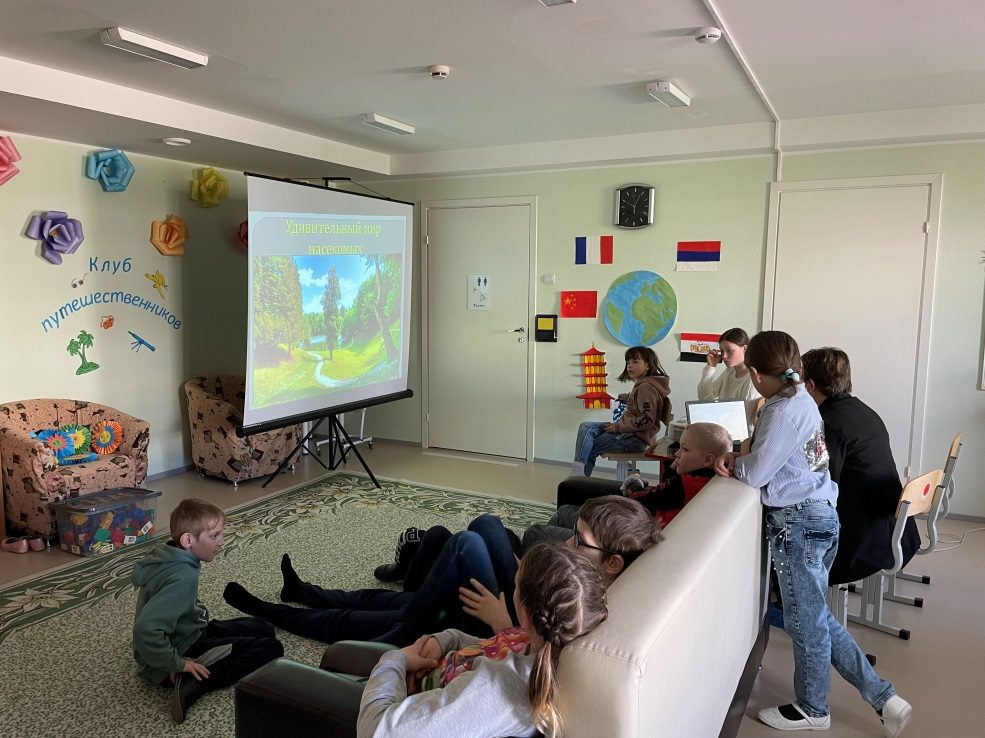 Клуб
путешественников
Удивительный мир
насекомых